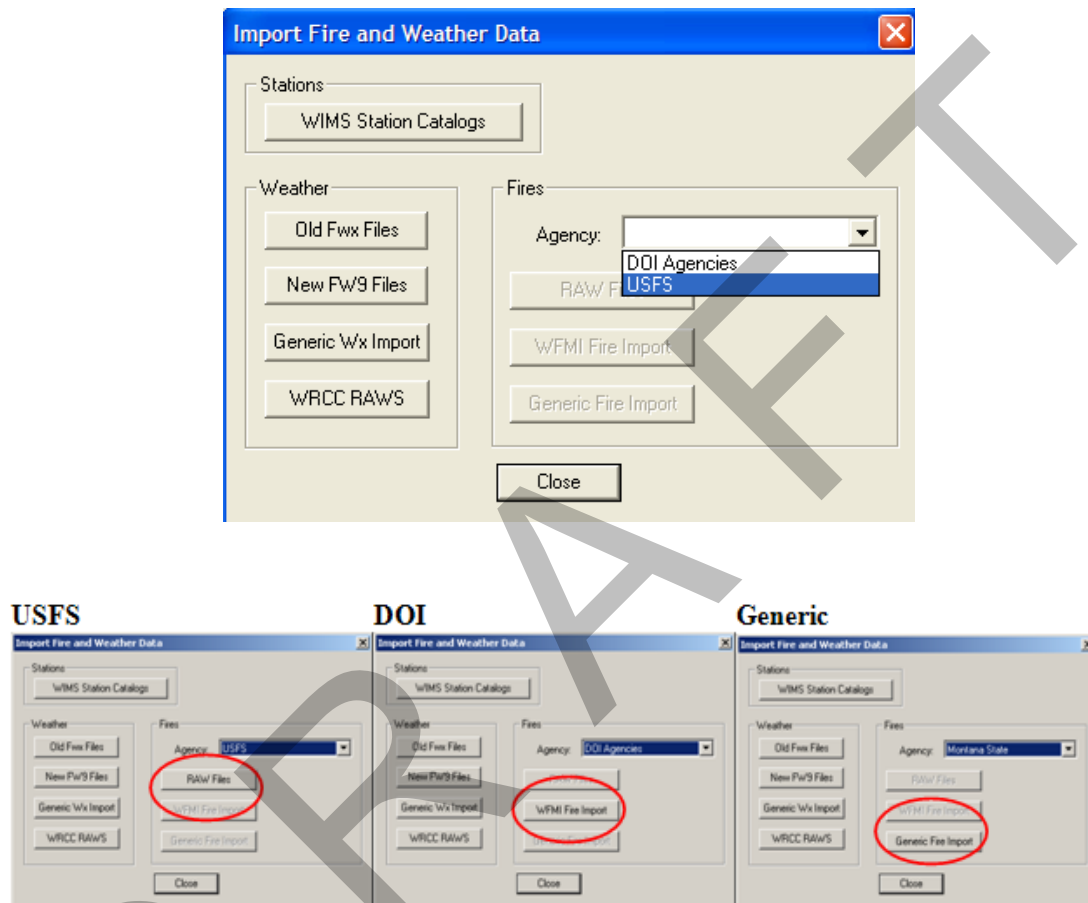 Import Fire and Weather Data
Stations
WIMS Station Catalogs
Weather
Old Fwx Files
New FW9 Files
Generic Wx Import
WRCC RAWS
Fires
Agency:
DOI Agencies
USFS
RAW F
WFMI Fire Import
Generic Fire Import
Close
USFS
Import Fire and Weather Data
Stations
WIMS Station Catalogs
Weather
Old Fwx Files
New FW9 Files
Generic Wx Import
WRCC RAWS
Fires
Agency: USFS
RAW Files
WFMI Fire Import
Generic Fire Import
Close
DOI
Import Fire and Weather Data
Stations
WIMS Station Catalogs
Weather
Old Fwx Files
New FW9 Files
Generic Wx Import
WRCC RAWS
Fires
Agency: DOI Agencies
WFMI Fire Import
Close
Generic
Import Fire and Weather Data
Stations
WIMS Station Catalogs
Weather
Old Fwx Files
New FW9 Files
Generic Wx Import
WRCC RAWS
Fires
Agency: Montana State
RAW Files
WFMI Fire Import
Generic Fire Import
Close
RAFT